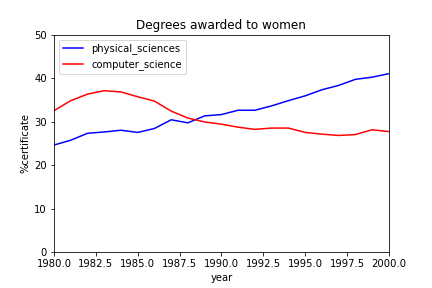 Degrees awarded to women
physical_sciences
computer_science
%certificate
50
40
30
20
10
0
1980.0 1982.5 1985.0 1987.5 1990.0 1992.5 1995.0 1997.5 2000.0
year